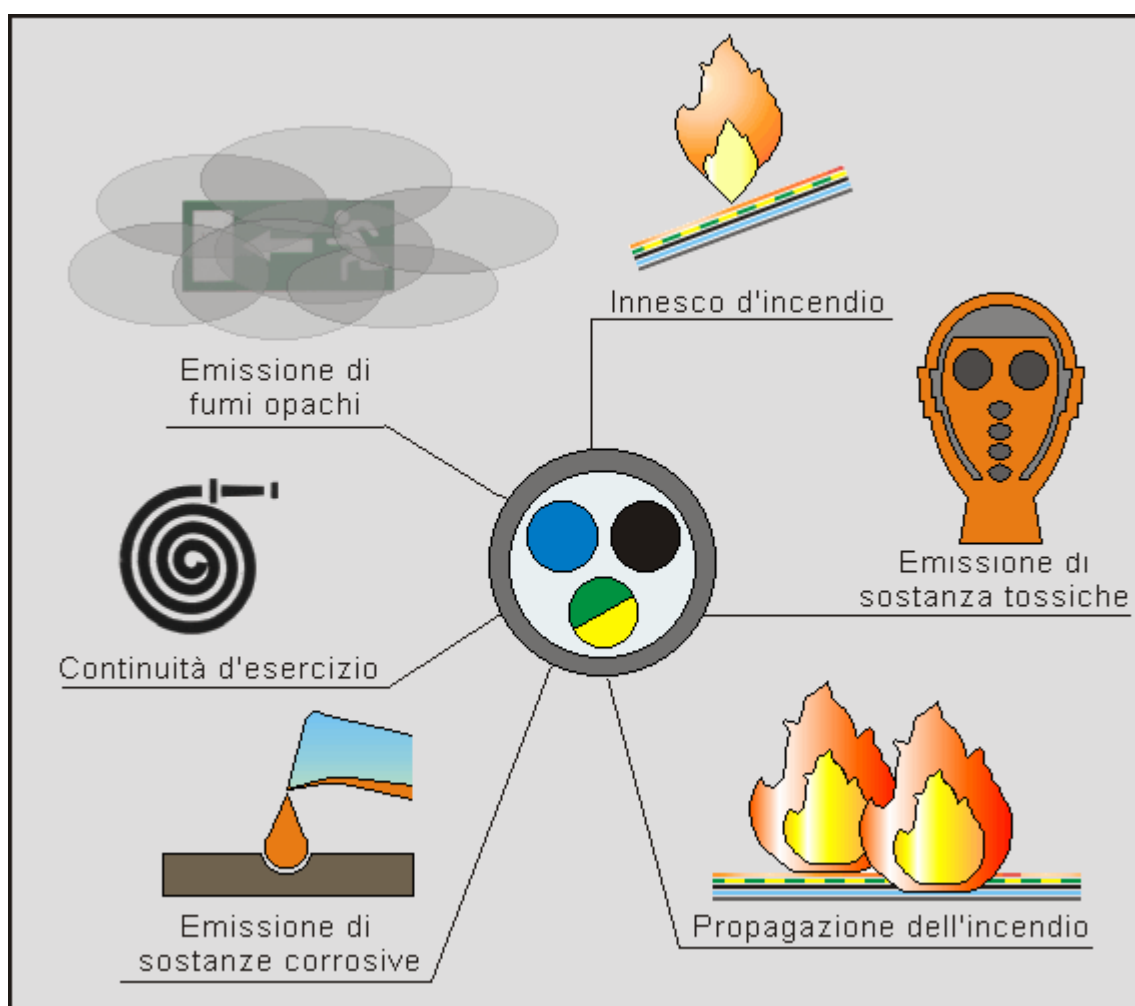 Innesco d'incendio
Emissione di
fumi opachi
Emissione di
sostanza tossiche
Continuità d'esercizio
Emissione di
sostanze corrosive
Propagazione dell'incendio